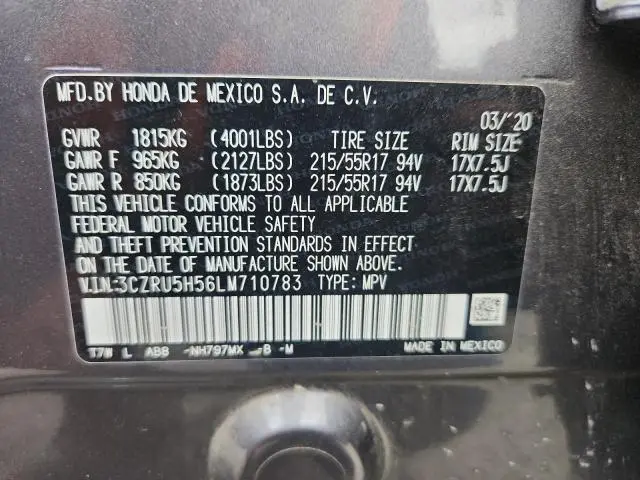 MFD. BY HONDA DE MEXICO S.A. DE C.V.
03/'20
GVWR 1815KG (4001LBS) TIRE SIZE RIM SIZE
GAWR F 965KG (2127LBS) 215/55R17 94V 17X7.5J
GAWR R 850KG (1873LBS) 215/55R17 94V 17X7.5J
THIS VEHICLE CONFORMS TO ALL APPLICABLE
FEDERAL MOTOR VEHICLE SAFETY
AND THEFT PREVENTION STANDARDS IN EFFECT
ON THE DATE OF MANUFACTURE SHOWN ABOVE.
V.I.N:3CZRU5H56LM710783 TYPE: MPV
T7W L ABB -NH797MX -B -M MADE IN MEXICO